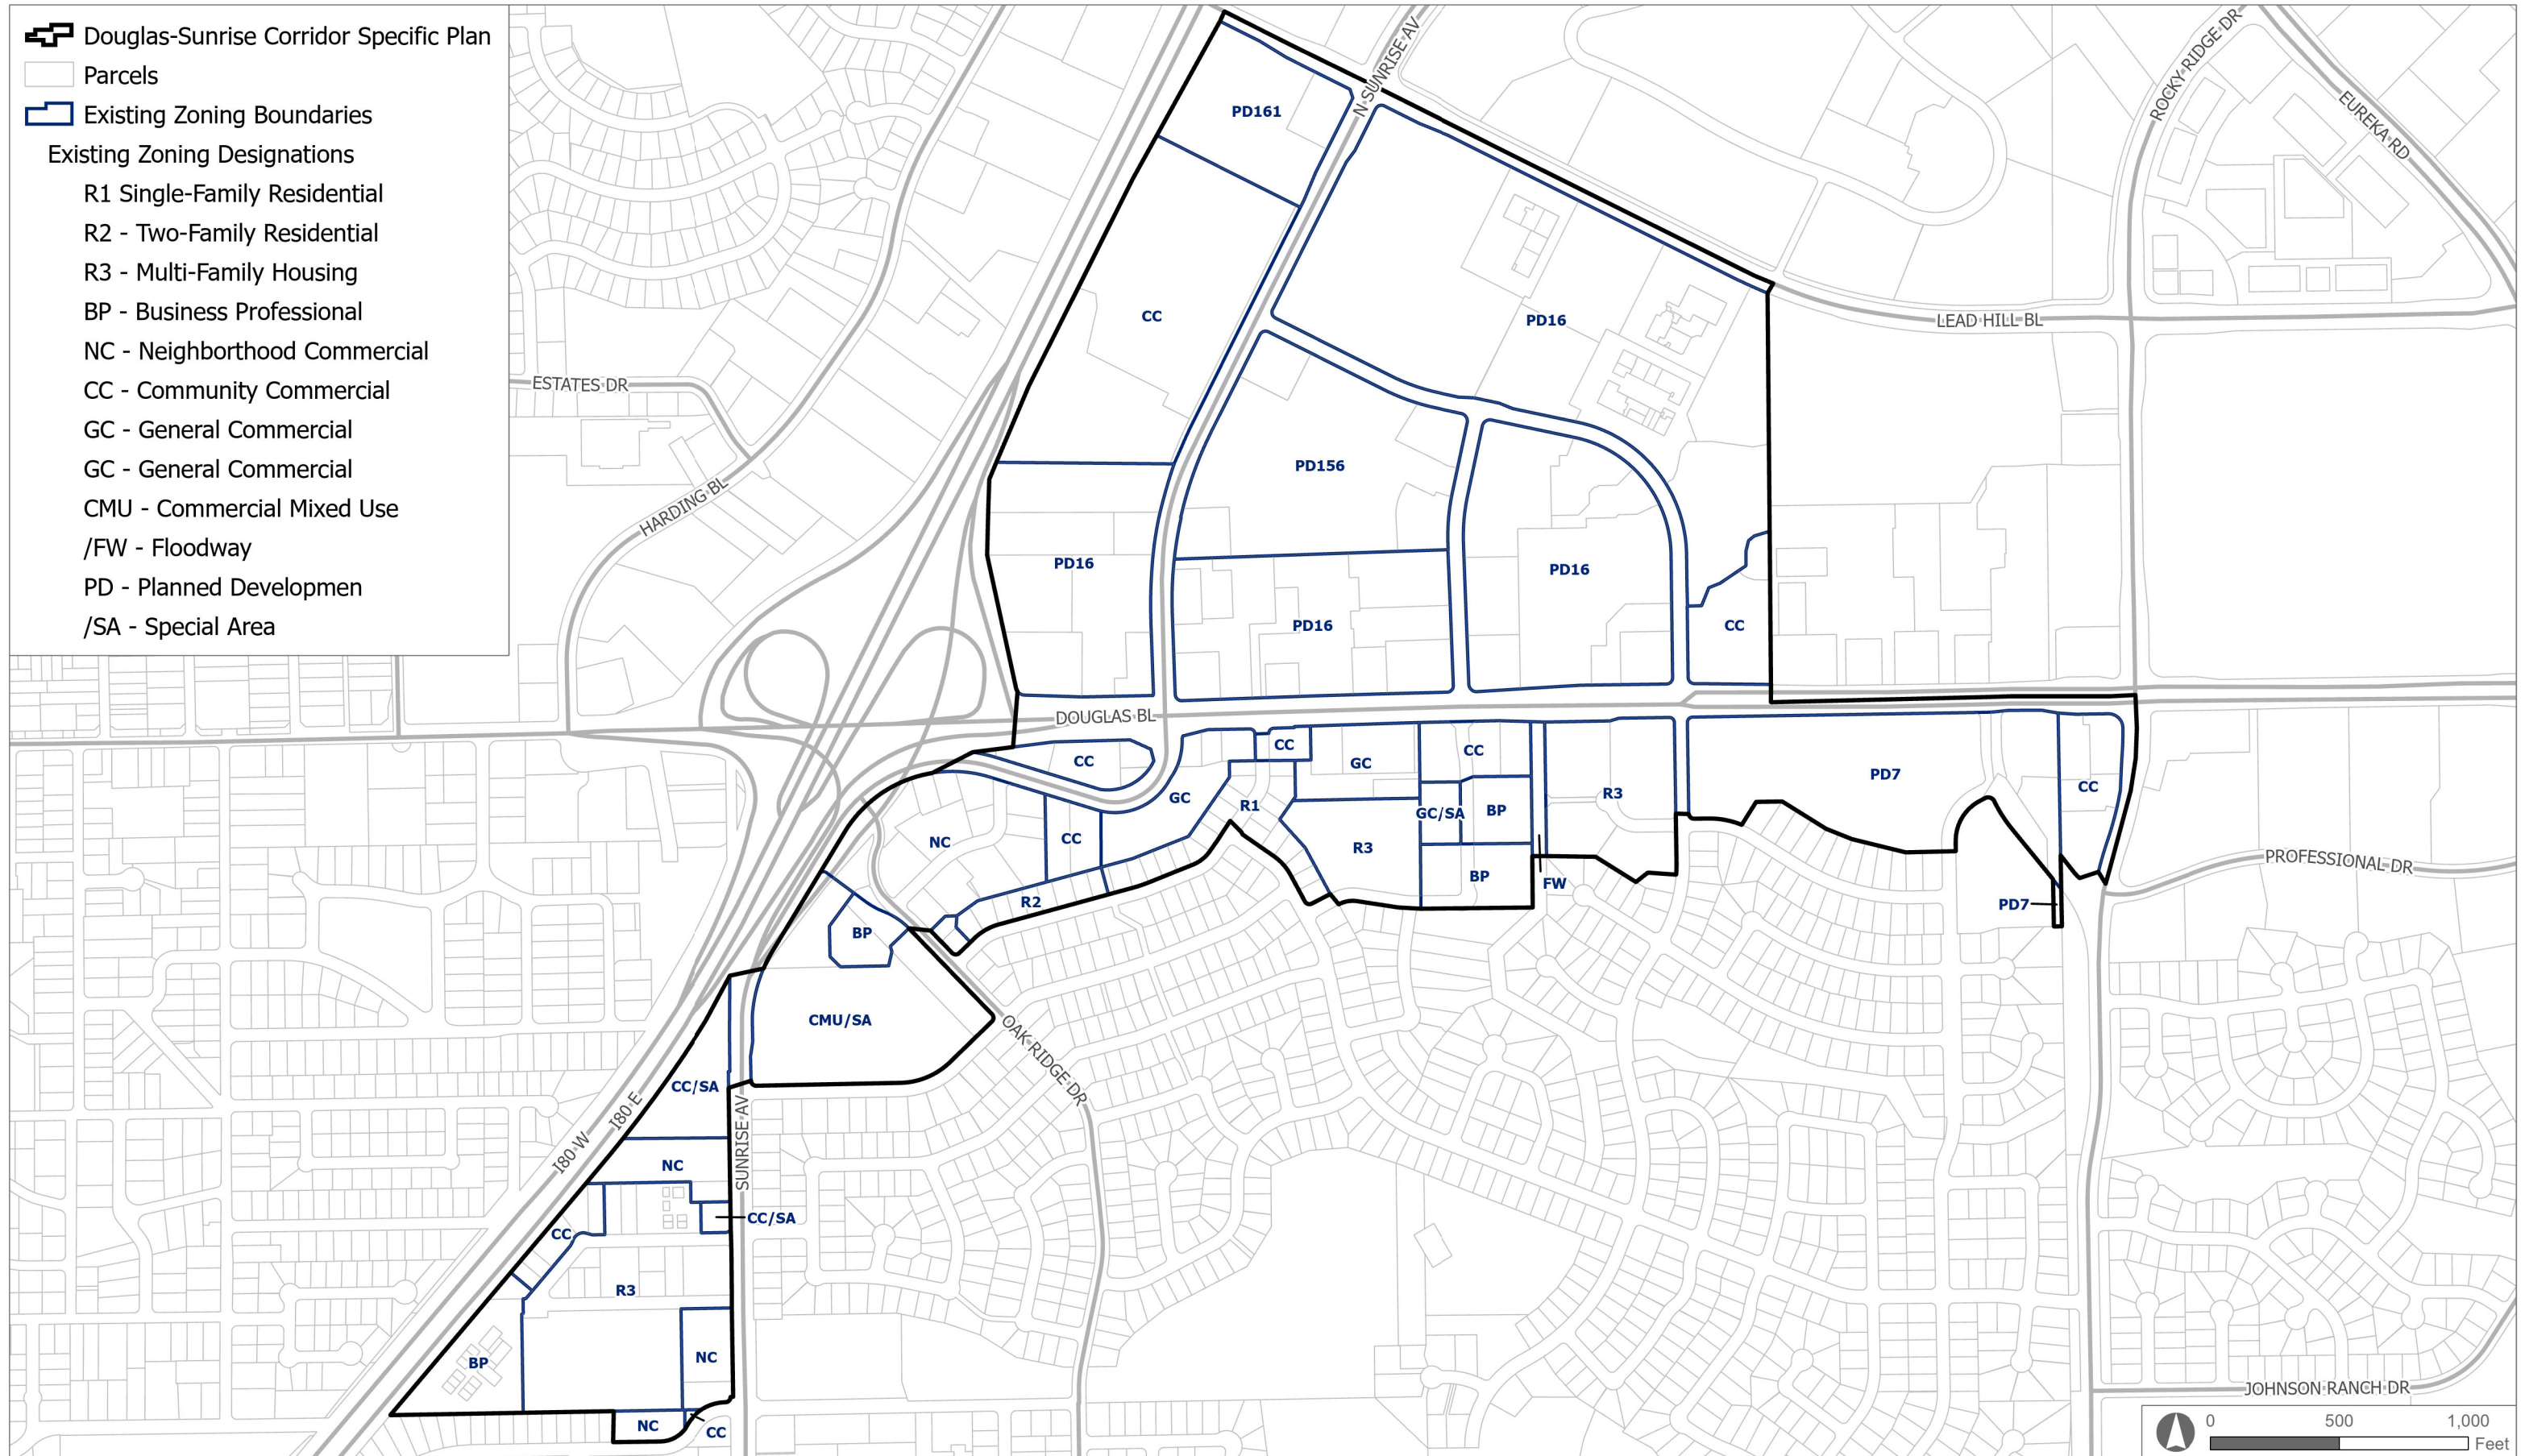 Douglas-Sunrise Corridor Specific Plan
Parcels
Existing Zoning Boundaries
Existing Zoning Designations
R1 Single-Family Residential
R2 - Two-Family Residential
R3 - Multi-Family Housing
BP - Business Professional
NC - Neighborthood Commercial
CC - Community Commercial
GC - General Commercial
GC - General Commercial
CMU - Commercial Mixed Use
/FW - Floodway
PD - Planned Developmen
/SA - Special Area
N SUNRISE AV
ROCKY RIDGE DR
EUREKA RD
PD161
CC
PD16
LEAD HILL BL
ESTATES DR
HARDING BL
PD156
PD16
PD16
PD16
CC
DOUGLAS BL
CC
CC
GC
CC
PD7
CC
GC
R1
R3
GC/SA
BP
NC
CC
R3
BP
FW
PROFESSIONAL DR
R2
PD7
BP
CMU/SA
OAK RIDGE DR
CC/SA
I80 E
I80 W
SUNRISE AV
NC
CC/SA
CC
R3
BP
NC
NC
CC
JOHNSON RANCH DR
0 500 1,000
Feet